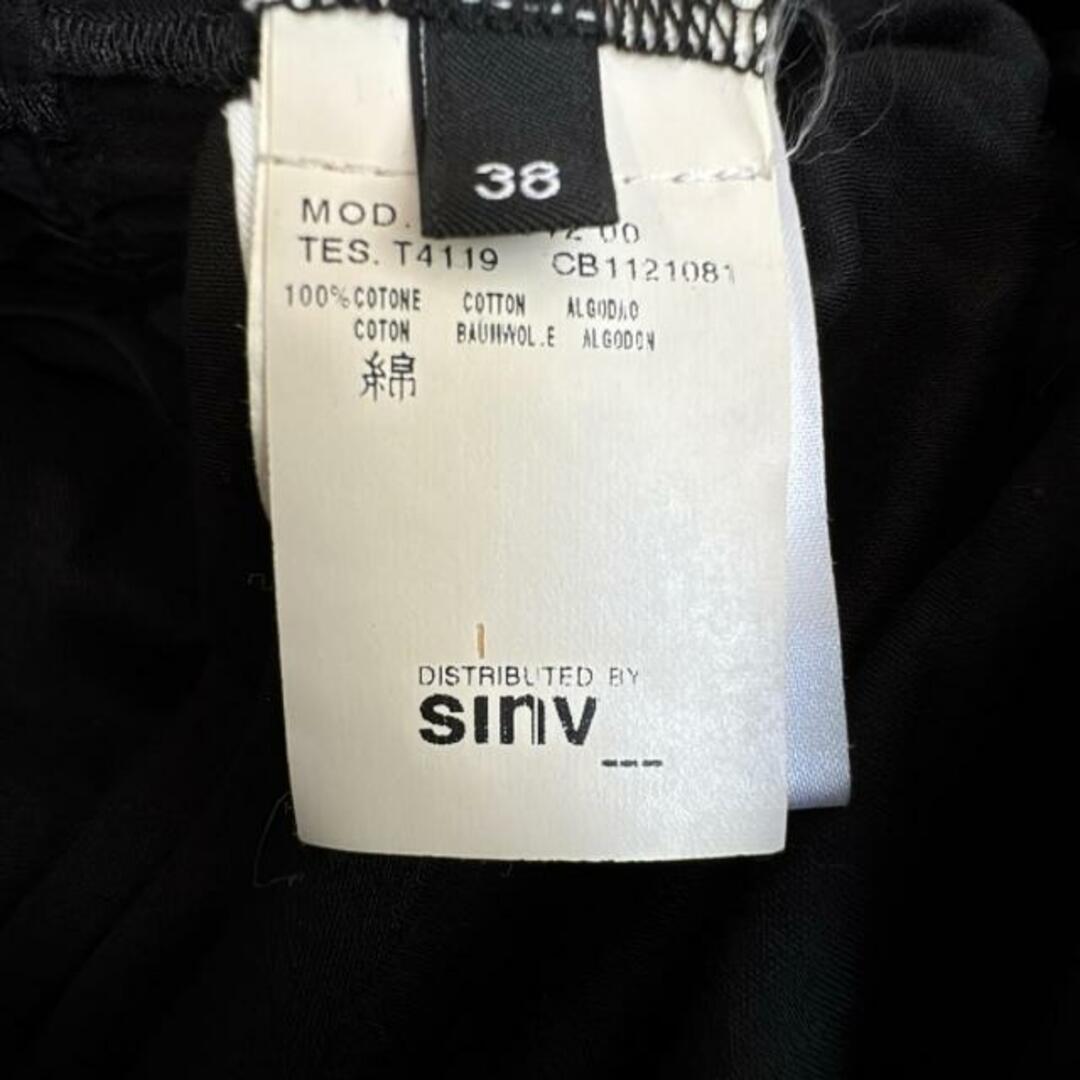 38
MOD.
TES. T4119 CB1121081
100%COTONE COTTON ALGODAO
COTON BAUMWOLLE ALGODON
綿
DISTRIBUTED BY
sinv